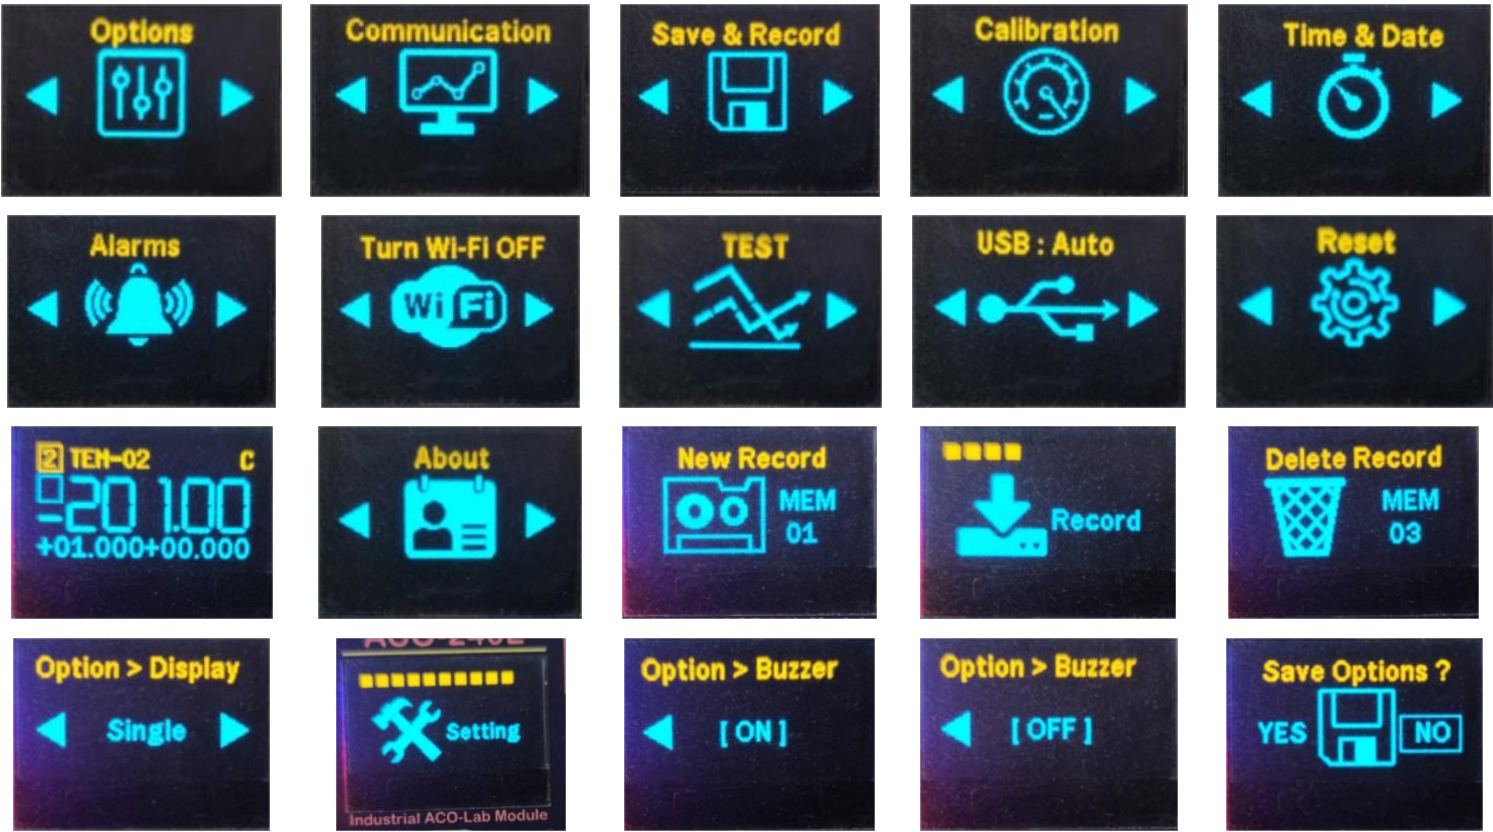 Options
Communication
Save & Record
Calibration
Time & Date
Alarms
Turn Wi-Fi OFF
Wi Fi
TEST
USB : Auto
Reset
2 TEM-02 C
-201.00
+01.000+00.000
About
New Record
MEM
01
Record
Delete Record
MEM
03
Option > Display
Single
Setting
Industrial ACO-Lab Module
Option > Buzzer
[ ON ]
Option > Buzzer
[ OFF ]
Save Options ?
YES
NO